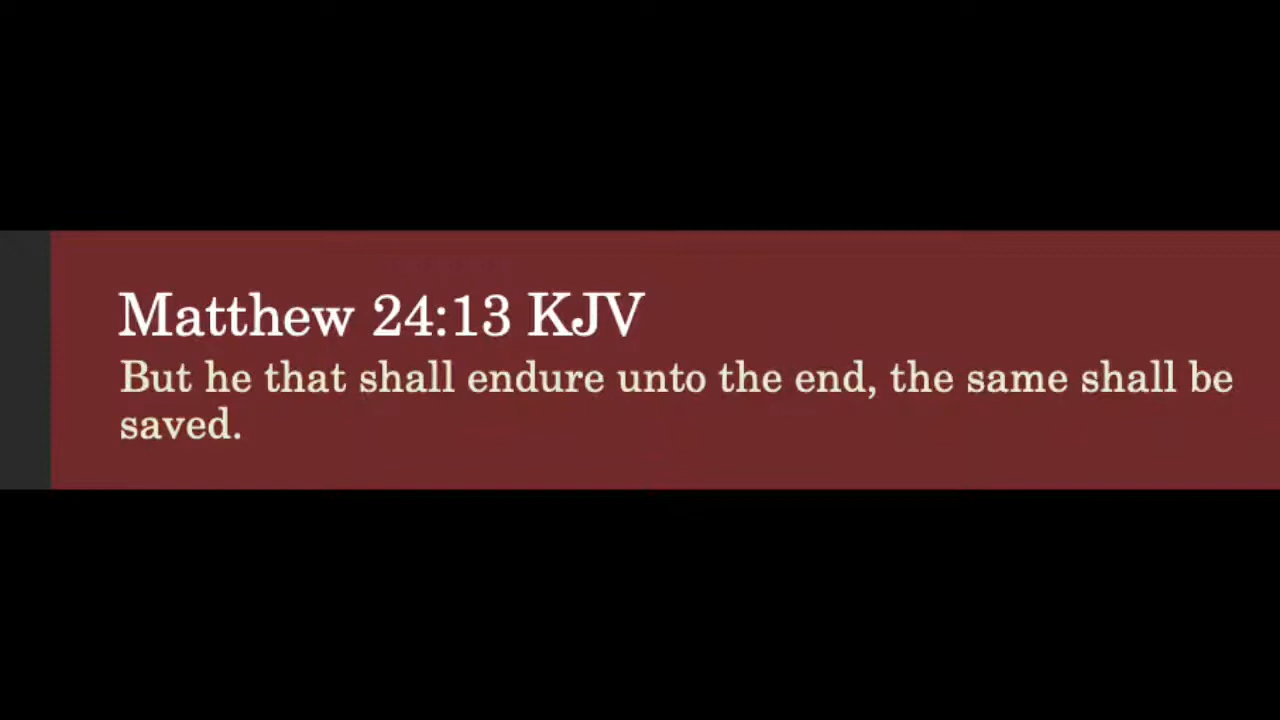 Matthew 24:13 KJV
But he that shall endure unto the end, the same shall be
saved.